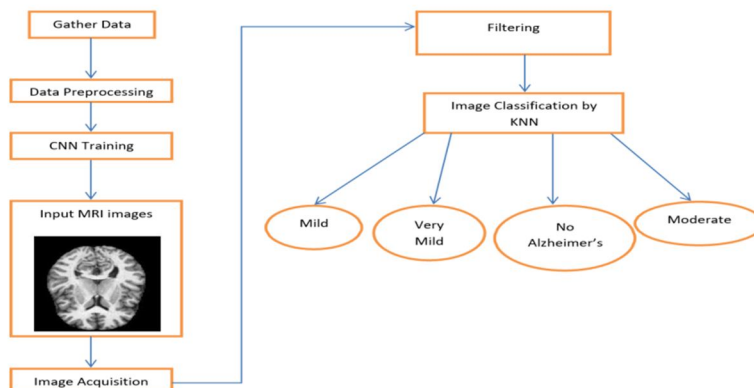 Gather Data
Data Preprocessing
CNN Training
Input MRI images
Image Acquisition
Filtering
Image Classification by
KNN
Mild
Very
Mild
No
Alzheimer's
Moderate